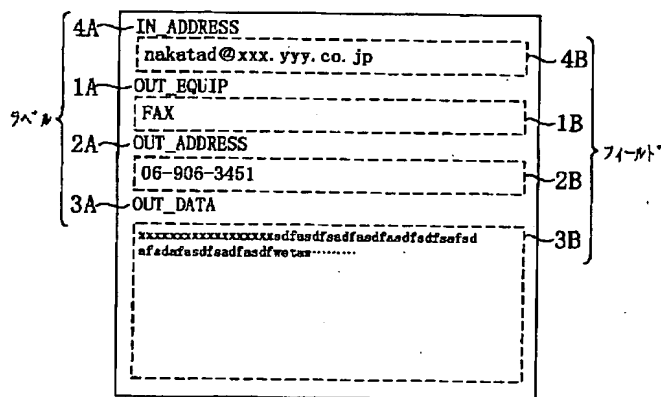 4A IN_ADDRESS
nakatad@xxx.yyy.co.jp 4B
1A OUT_EQUIP
FAX 1B
ラベル
フィールド
2A OUT_ADDRESS
06-906-3451 2B
3A OUT_DATA
3B